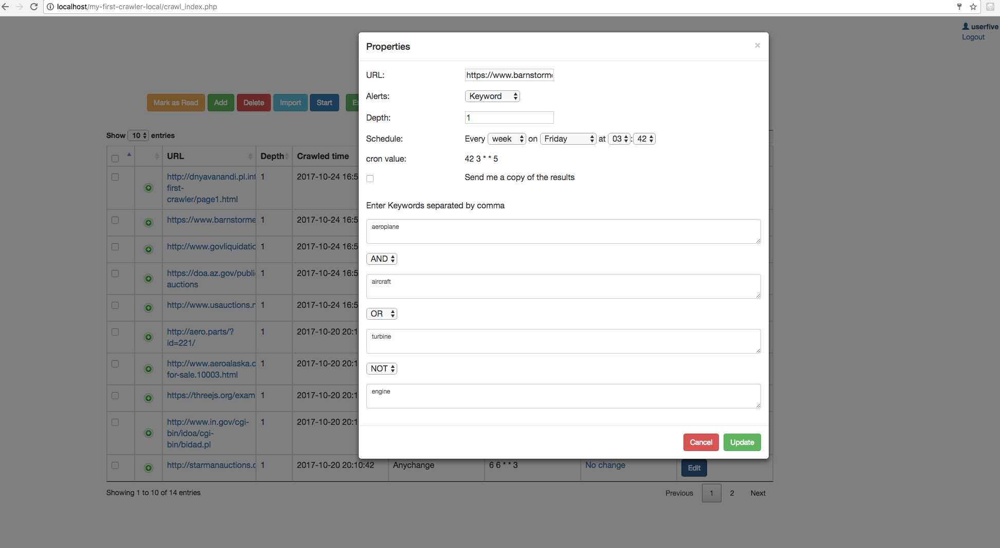 localhost/my-first-crawler-local/crawl_index.php
userfive
Logout
Mark as Read Add Delete Import Start
Show 10 entries
URL Depth Crawled time
http://dnyavanandi.pl.int 1 2017-10-24 16:5
first-
crawler/page1.html
https://www.barnstorme 1 2017-10-24 16:5
http://www.govliquidatic 1 2017-10-24 16:5
https://doa.az.gov/public 1 2017-10-24 16:5
auctions
http://www.usauctions.n 1 2017-10-24 16:5
http://aero.parts/? 1 2017-10-20 20:1
id=221/
http://www.aeroalaska.c 1 2017-10-20 20:1
for-sale.10003.html
https://threejs.org/exam 1 2017-10-20 20:1
http://www.in.gov/cgi- 1 2017-10-20 20:1
bin/idoa/cgi-
bin/bidad.pl
http://starmanauctions.c 1 2017-10-20 20:10:42 Anychange 6 6 * * 3 No change Edit
Showing 1 to 10 of 14 entries
Previous 1 2 Next
Properties ×
URL: https://www.barnstorme
Alerts: Keyword
Depth: 1
Schedule: Every week on Friday at 03 : 42
cron value: 42 3 * * 5
Send me a copy of the results
Enter Keywords separated by comma
aeroplane
AND
aircraft
OR
turbine
NOT
engine
Cancel Update